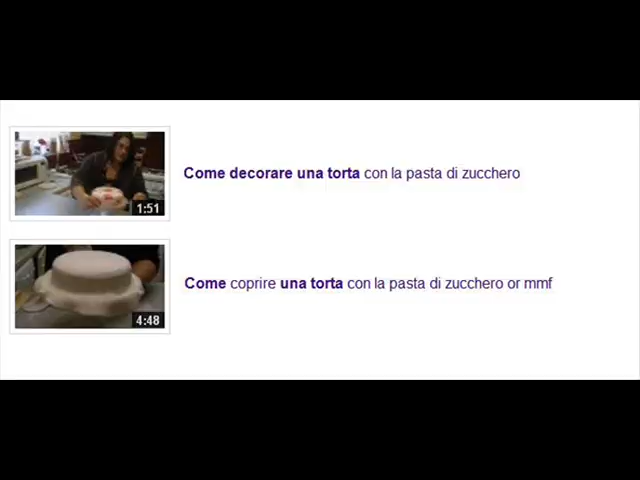 1:51
Come decorare una torta con la pasta di zucchero
4:48
Come coprire una torta con la pasta di zucchero or mmf